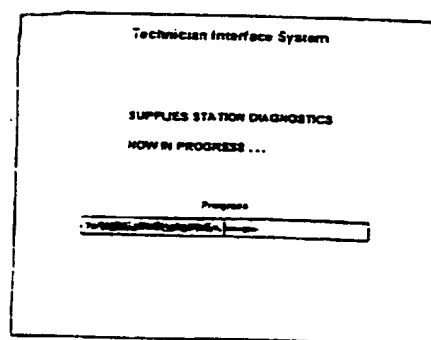 Technician Interface System
SUPPLIES STATION DIAGNOSTICS
NOW IN PROGRESS ...
Progress